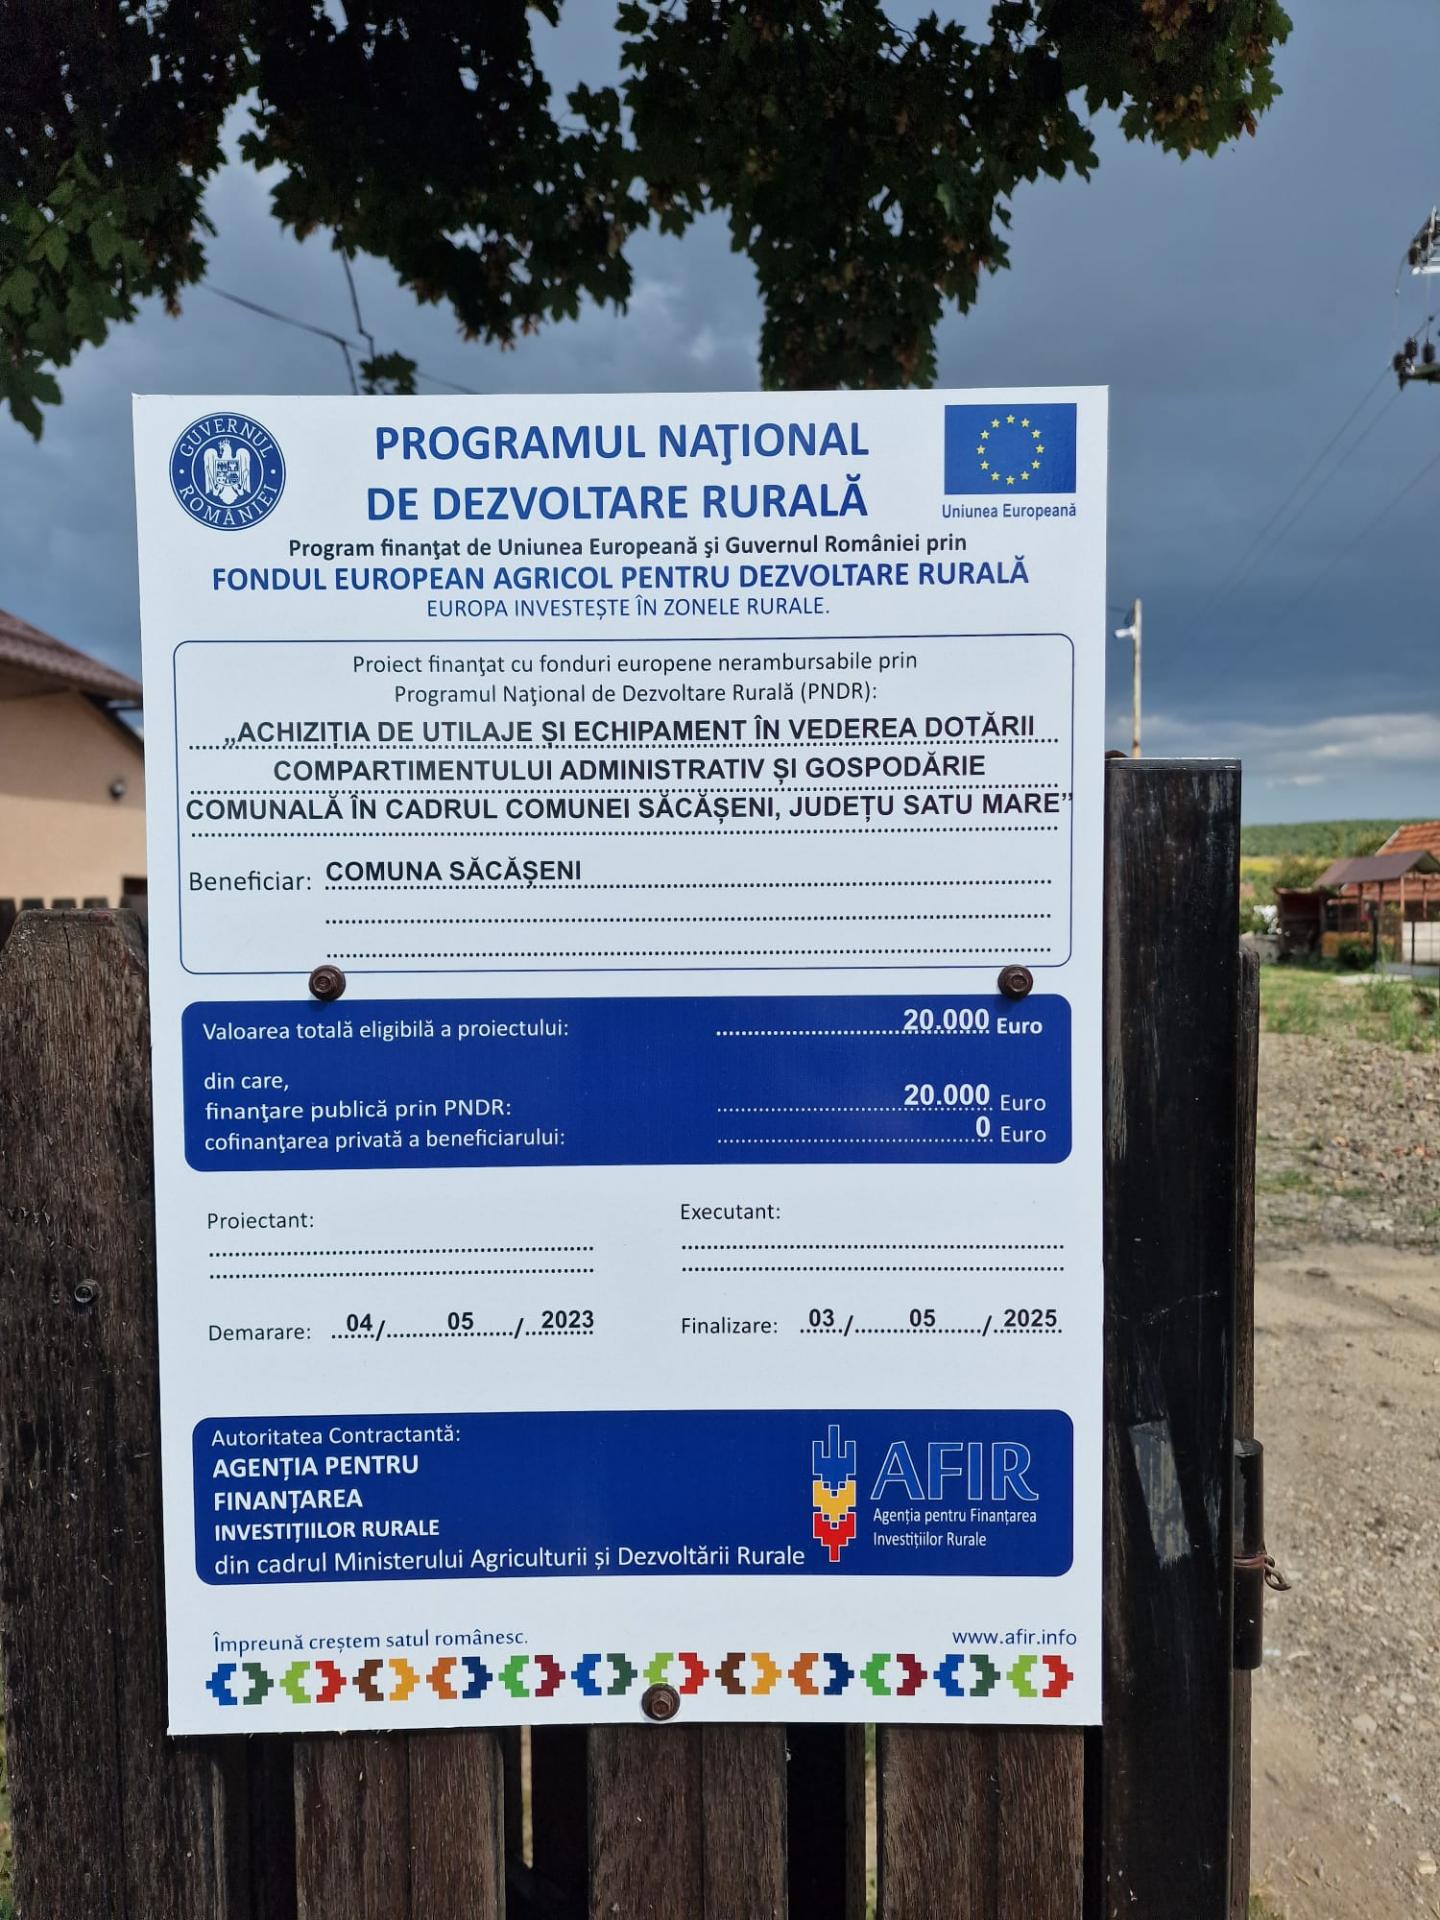 GUVERNUL ROMÂNIEI
PROGRAMUL NAŢIONAL
DE DEZVOLTARE RURALĂ
Uniunea Europeană
Program finanţat de Uniunea Europeană şi Guvernul României prin
FONDUL EUROPEAN AGRICOL PENTRU DEZVOLTARE RURALĂ
EUROPA INVESTEŞTE ÎN ZONELE RURALE.
Proiect finanţat cu fonduri europene nerambursabile prin
Programul Naţional de Dezvoltare Rurală (PNDR):
„ACHIZIȚIA DE UTILAJE ȘI ECHIPAMENT ÎN VEDEREA DOTĂRII
COMPARTIMENTULUI ADMINISTRATIV ȘI GOSPODĂRIE
COMUNALĂ ÎN CADRUL COMUNEI SĂCĂȘENI, JUDEȚU SATU MARE”
Beneficiar: COMUNA SĂCĂȘENI
Valoarea totală eligibilă a proiectului: 20.000 Euro
din care,
finanţare publică prin PNDR: 20.000 Euro
cofinanţarea privată a beneficiarului: 0 Euro
Proiectant: Executant:
Demarare: 04/05/2023 Finalizare: 03/05/2025
Autoritatea Contractantă:
AGENȚIA PENTRU
FINANȚAREA
INVESTIȚIILOR RURALE
din cadrul Ministerului Agriculturii și Dezvoltării Rurale
AFIR
Agenția pentru Finanțarea
Investițiilor Rurale
Împreună creștem satul românesc. www.afir.info